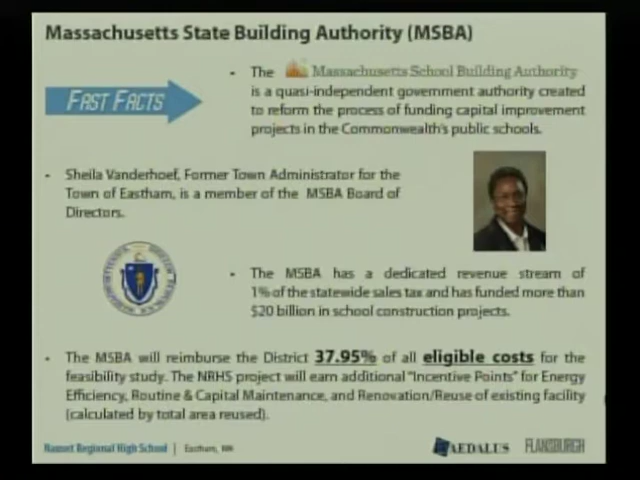 Massachusetts State Building Authority (MSBA)
FAST FACTS
• The Massachusetts School Building Authority
is a quasi-independent government authority created
to reform the process of funding capital improvement
projects in the Commonwealth's public schools.
• Sheila Vanderhoef, Former Town Administrator for the
Town of Eastham, is a member of the MSBA Board of
Directors.
• The MSBA has a dedicated revenue stream of
1% of the statewide sales tax and has funded more than
$20 billion in school construction projects.
• The MSBA will reimburse the District 37.95% of all eligible costs for the
feasibility study. The NRHS project will earn additional "Incentive Points" for Energy
Efficiency, Routine & Capital Maintenance, and Renovation/Reuse of existing facility
(calculated by total area reused).
Nauset Regional High School | Eastham, MA
DAEDALUS FLANSBURGH